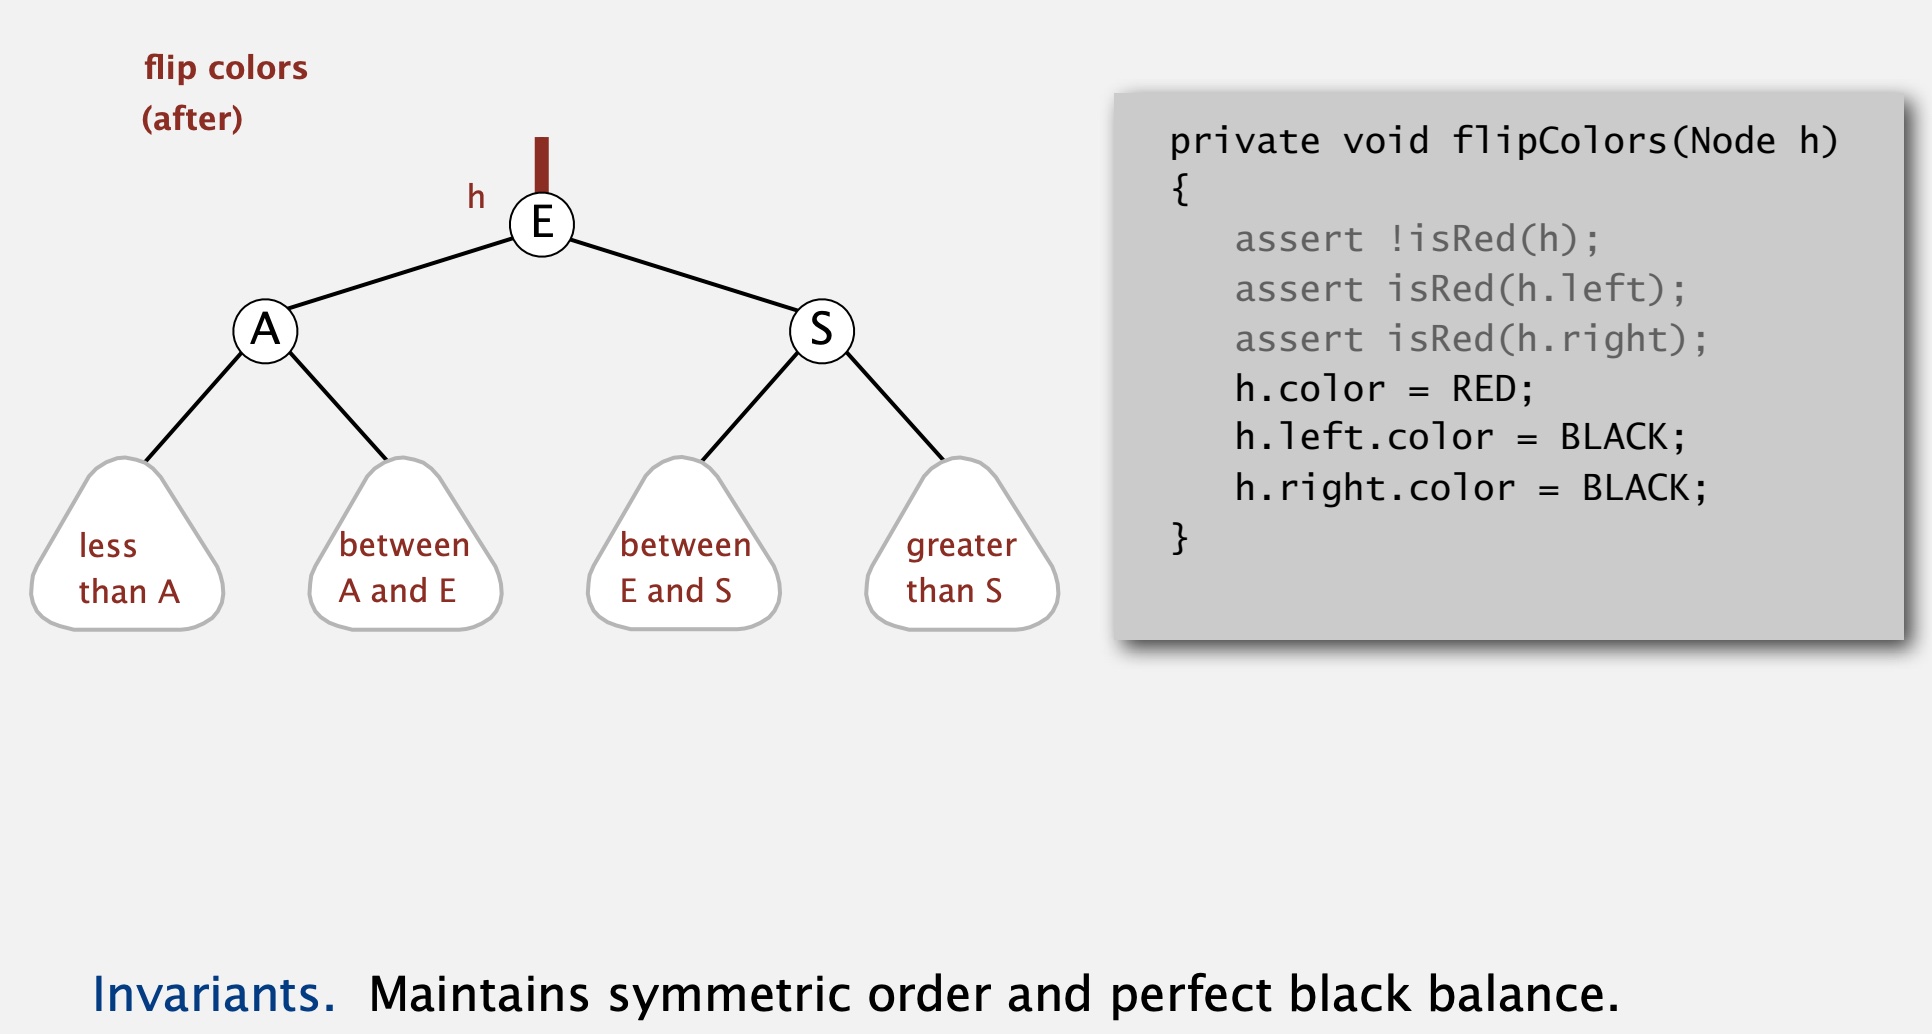 flip colors
(after)
h
E
A
S
less
than A
between
A and E
between
E and S
greater
than S
private void flipColors(Node h)
{
   assert !isRed(h);
   assert isRed(h.left);
   assert isRed(h.right);
   h.color = RED;
   h.left.color = BLACK;
   h.right.color = BLACK;
}
Invariants. Maintains symmetric order and perfect black balance.